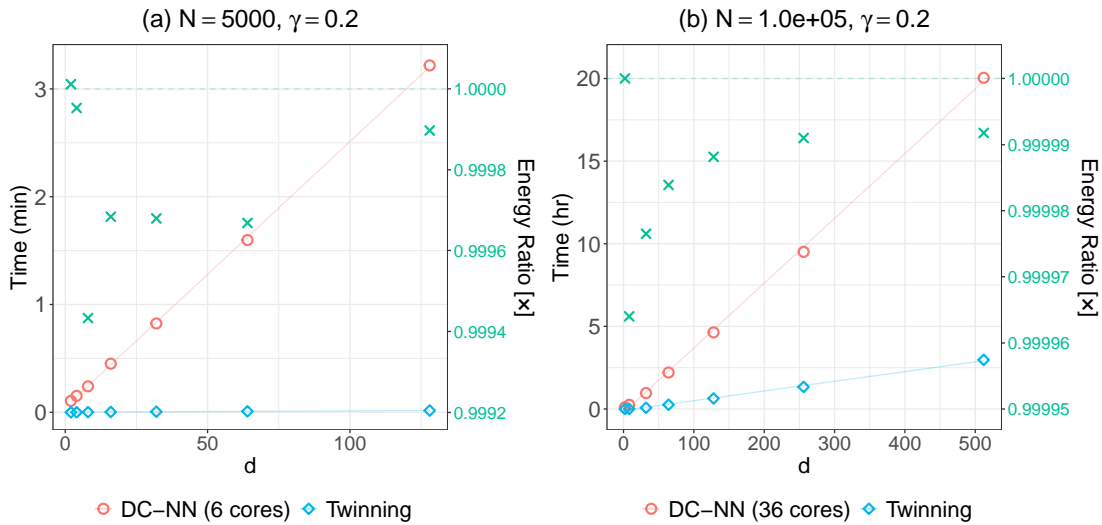 (a) N = 5000, γ = 0.2
3
2
1
0
Time (min)
1.0000
0.9998
0.9996
0.9994
0.9992
Energy Ratio [×]
0
50
100
d
DC−NN (6 cores)
Twinning
(b) N = 1.0e+05, γ = 0.2
20
15
10
5
0
Time (hr)
1.00000
0.99999
0.99998
0.99997
0.99996
0.99995
Energy Ratio [×]
0
100
200
300
400
500
d
DC−NN (36 cores)
Twinning